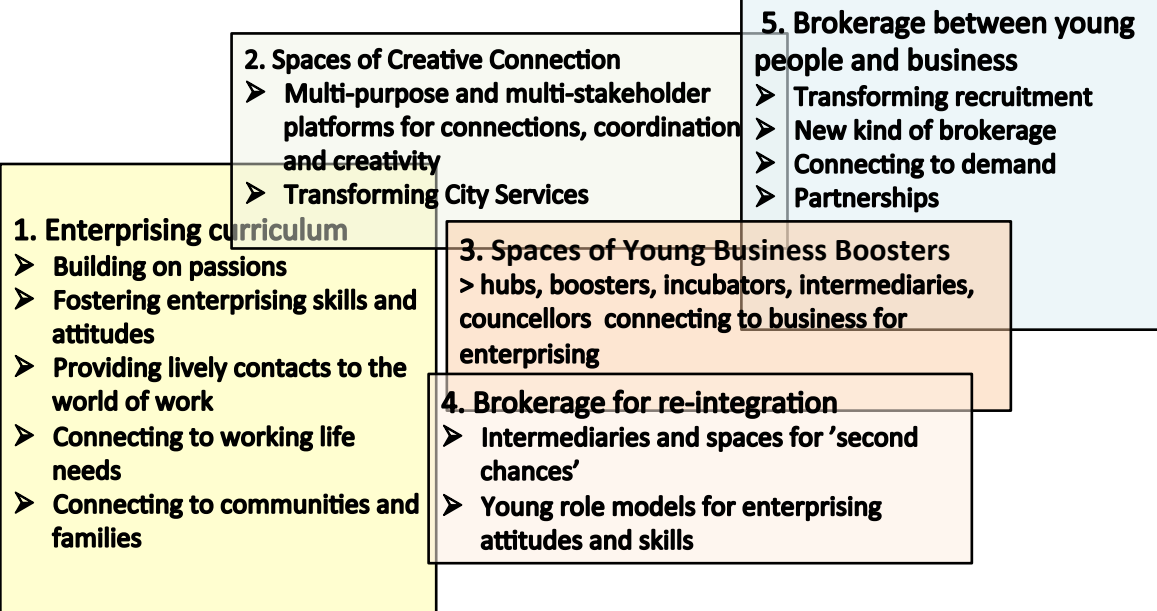 1. Enterprising curriculum
➢ Building on passions
➢ Fostering enterprising skills and
attitudes
➢ Providing lively contacts to the
world of work
➢ Connecting to working life
needs
➢ Connecting to communities and
families
2. Spaces of Creative Connection
➢ Multi-purpose and multi-stakeholder
platforms for connections, coordination
and creativity
➢ Transforming City Services
3. Spaces of Young Business Boosters
> hubs, boosters, incubators, intermediaries,
councellors connecting to business for
enterprising
4. Brokerage for re-integration
➢ Intermediaries and spaces for ’second
chances’
➢ Young role models for enterprising
attitudes and skills
5. Brokerage between young
people and business
➢ Transforming recruitment
➢ New kind of brokerage
➢ Connecting to demand
➢ Partnerships